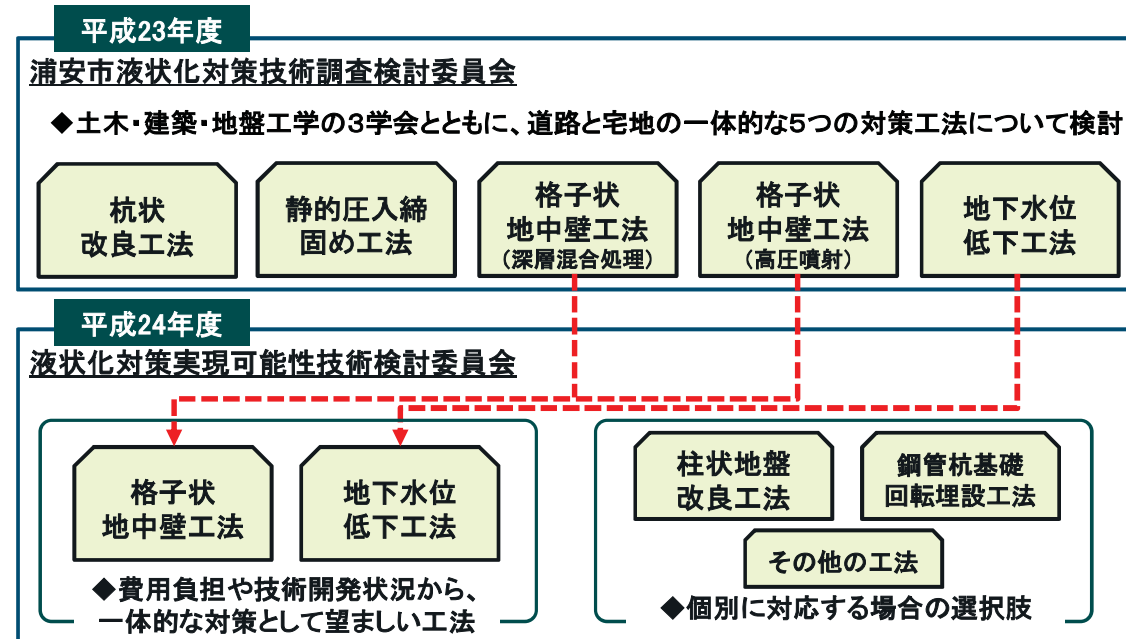 平成23年度
浦安市液状化対策技術調査検討委員会
◆土木・建築・地盤工学の３学会とともに、道路と宅地の一体的な５つの対策工法について検討
杭状
改良工法
静的圧入締
固め工法
格子状
地中壁工法
（深層混合処理）
格子状
地中壁工法
（高圧噴射）
地下水位
低下工法
平成24年度
液状化対策実現可能性技術検討委員会
格子状
地中壁工法
地下水位
低下工法
◆費用負担や技術開発状況から、
一体的な対策として望ましい工法
柱状地盤
改良工法
鋼管杭基礎
回転埋設工法
その他の工法
◆個別に対応する場合の選択肢